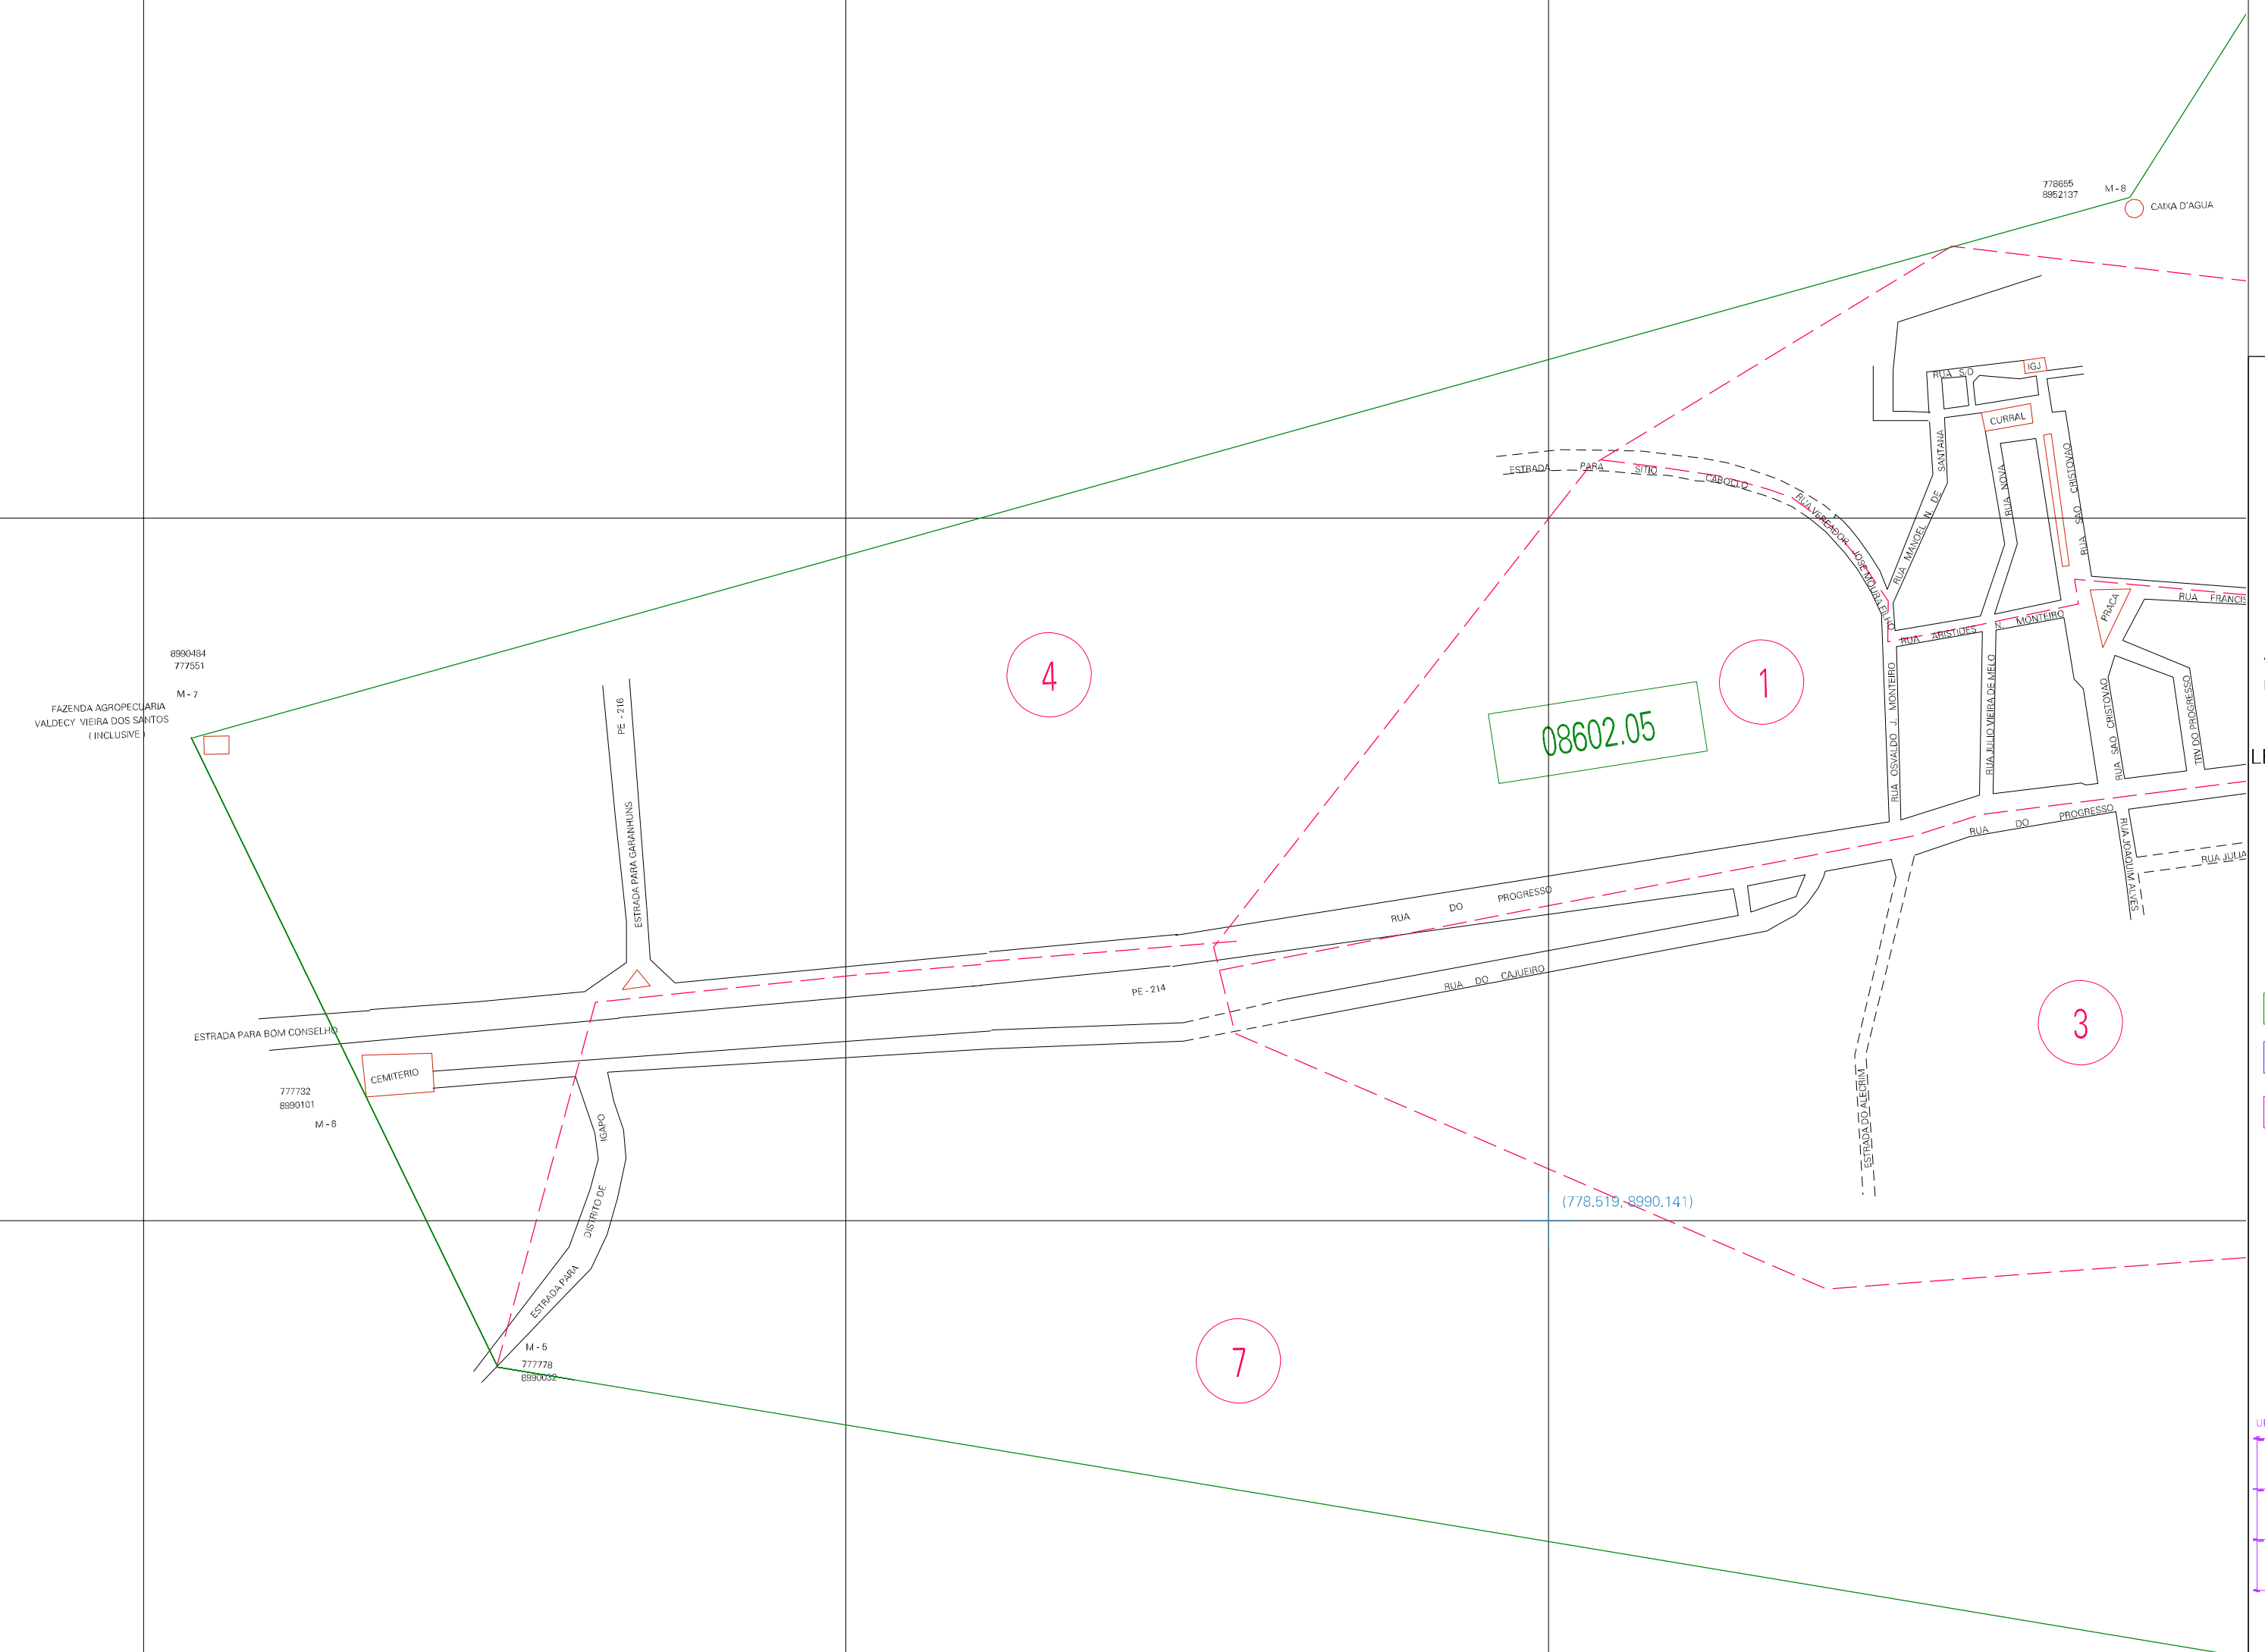 778655
8952137
M - 8
CAIXA D'AGUA
RUA S/D
IGJ
CURRAL
RUA MANOEL N. DE SANTANA
RUA NOVA
RUA SAO CRISTOVAO
ESTRADA PARA SITIO CABOCLO
RUA VEREADOR JOSE MOURA FILHO
RUA ARISTIDES N. MONTEIRO
PRACA
RUA FRANCIS
8990484
777551
M - 7
FAZENDA AGROPECUARIA
VALDECY VIEIRA DOS SANTOS
( INCLUSIVE )
4
1
08602.05
PE - 216
ESTRADA PARA GARANHUNS
RUA OSVALDO J. MONTEIRO
RUA JULIO VIEIRA DE MELO
RUA SAO CRISTOVAO
TRV DO PROGRESSO
RUA DO PROGRESSO
RUA DO PROGRESSO
RUA JOAQUIM ALVES
RUA JULIA
RUA DO CAJUEIRO
PE - 214
ESTRADA PARA BOM CONSELHO
CEMITERIO
777732
8990101
M - 6
3
ESTRADA DO ALECRIM
ESTRADA PARA DISTRITO DE IGAPO
(778.519, 8990.141)
M - 5
777778
8990032
7